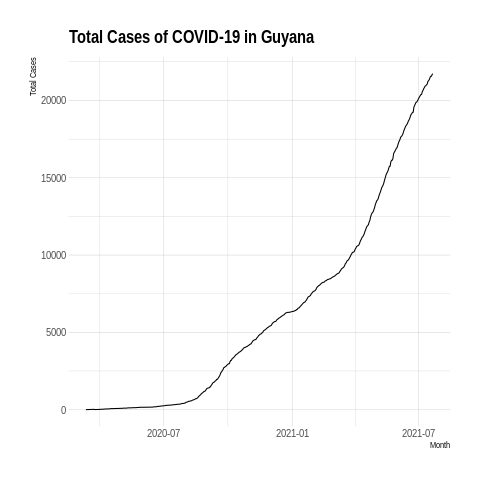 Total Cases of COVID-19 in Guyana
Total Cases
20000
15000
10000
5000
0
2020-07
2021-01
2021-07
Month